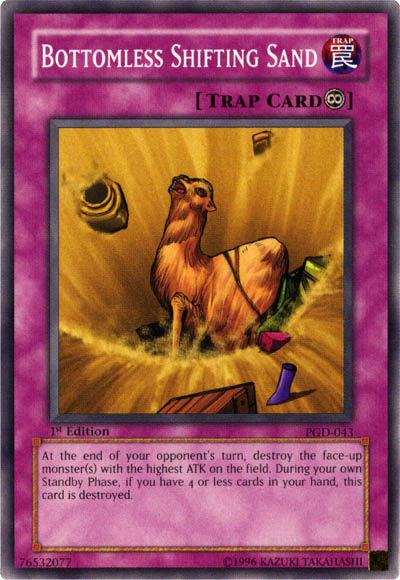 BOTTOMLESS SHIFTING SAND
TRAP
罠
[TRAP CARD∞]
1st Edition
PGD-043
At the end of your opponent's turn, destroy the face-up
monster(s) with the highest ATK on the field. During your own
Standby Phase, if you have 4 or less cards in your hand, this
card is destroyed.
76532077
©1996 KAZUKI TAKAHASHI